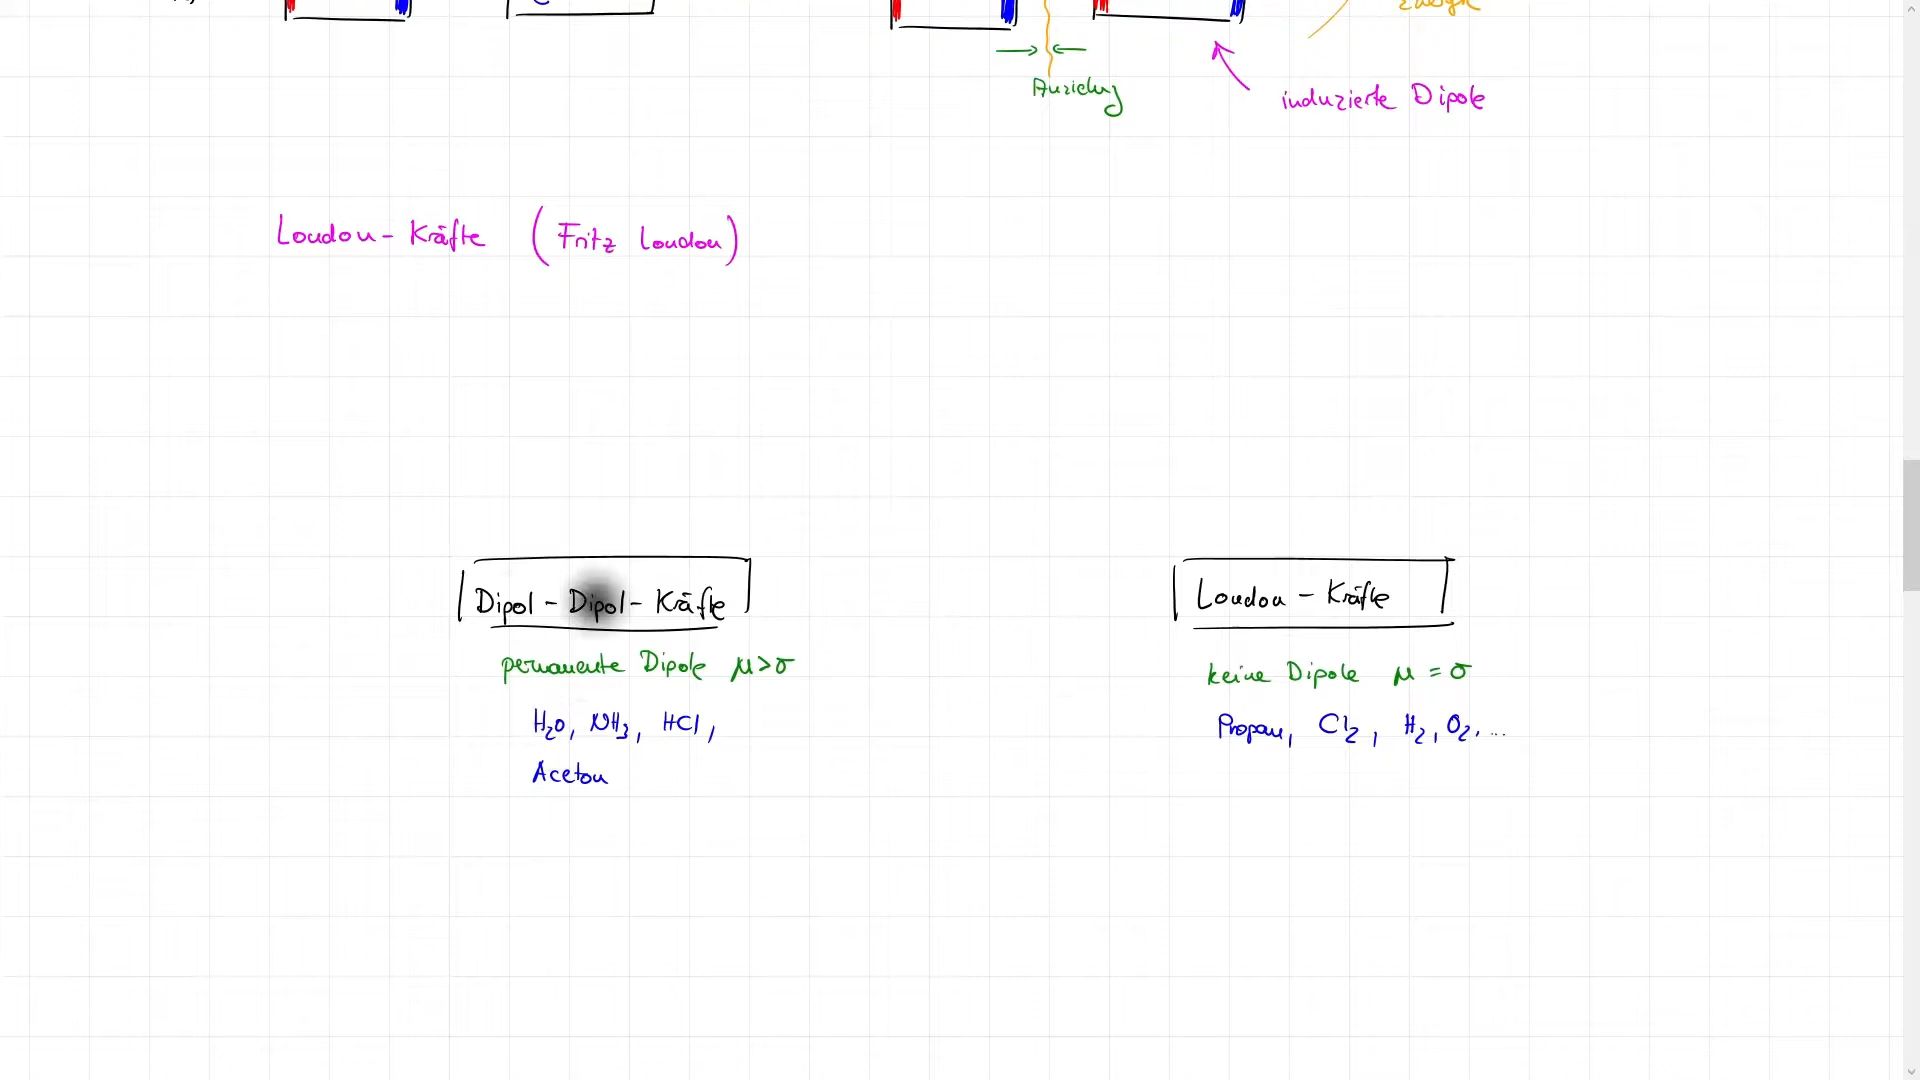 Anziehung
induzierte Dipole
London - Kräfte (Fritz London)
Dipol - Dipol - Kräfte
London - Kräfte
permanente Dipole μ > 0
keine Dipole μ = 0
H₂O, NH₃, HCl,
Propan, Cl₂, H₂, O₂, ...
Aceton